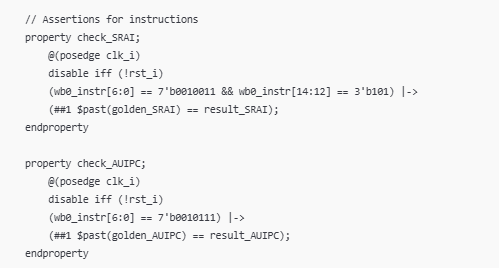 // Assertions for instructions
property check_SRAI;
@(posedge clk_i)
disable iff (!rst_i)
(wb0_instr[6:0] == 7'b0010011 && wb0_instr[14:12] == 3'b101) |->
(##1 $past(golden_SRAI) == result_SRAI);
endproperty
property check_AUIPC;
@(posedge clk_i)
disable iff (!rst_i)
(wb0_instr[6:0] == 7'b0010111) |->
(##1 $past(golden_AUIPC) == result_AUIPC);
endproperty